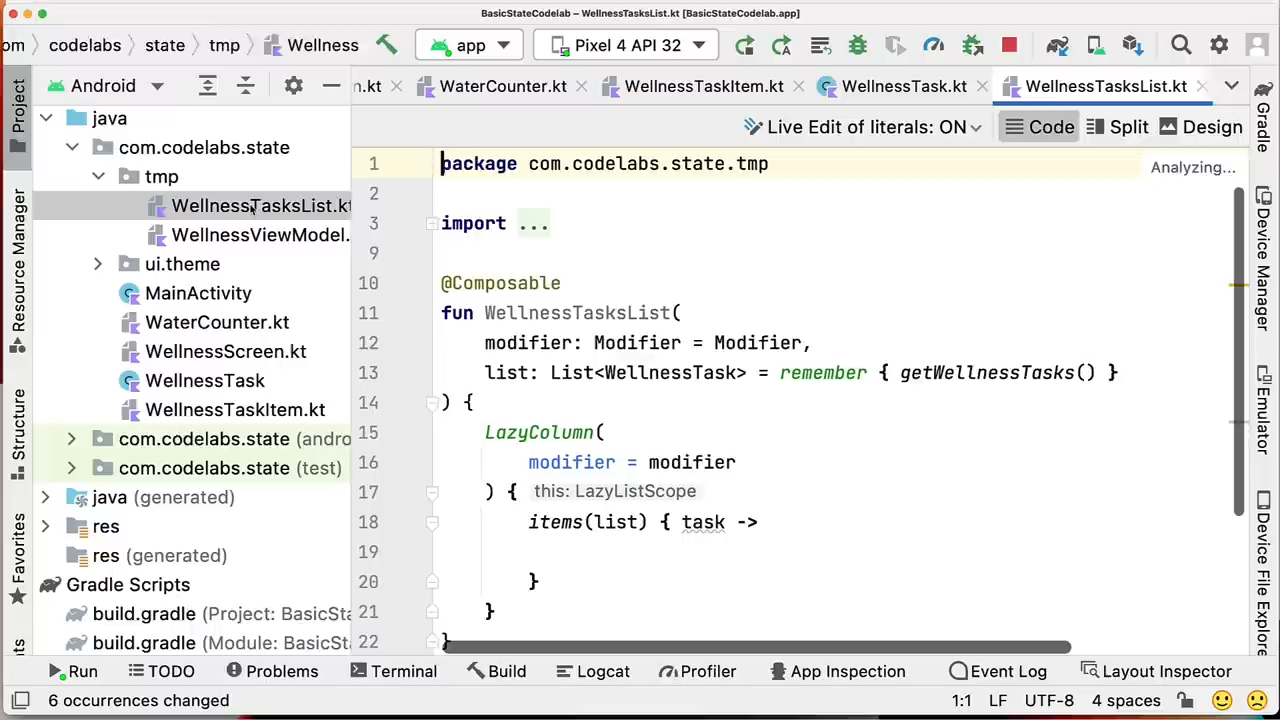 BasicStateCodelab – WellnessTasksList.kt [BasicStateCodelab.app]
om codelabs state tmp Wellness app Pixel 4 API 32
Android
n.kt WaterCounter.kt WellnessTaskItem.kt WellnessTask.kt WellnessTasksList.kt
Live Edit of literals: ON Code Split Design
Project
Resource Manager
Structure
Favorites
nts
java
com.codelabs.state
tmp
WellnessTasksList.kt
WellnessViewModel.
ui.theme
MainActivity
WaterCounter.kt
WellnessScreen.kt
WellnessTask
WellnessTaskItem.kt
com.codelabs.state (andro
com.codelabs.state (test)
java (generated)
res
res (generated)
Gradle Scripts
build.gradle (Project: BasicSta
build.gradle (Module: BasicSt
1 package com.codelabs.state.tmp
Analyzing...
2
3 import ...
9
10 @Composable
11 fun WellnessTasksList(
12 modifier: Modifier = Modifier,
13 list: List<WellnessTask> = remember { getWellnessTasks() }
14 ) {
15 LazyColumn(
16 modifier = modifier
17 ) { this: LazyListScope
18 items(list) { task ->
19
20 }
21 }
22 }
Gradle
Device Manager
Emulator
Device File Explorer
Run TODO Problems Terminal Build Logcat Profiler App Inspection Event Log Layout Inspector
6 occurrences changed 1:1 LF UTF-8 4 spaces